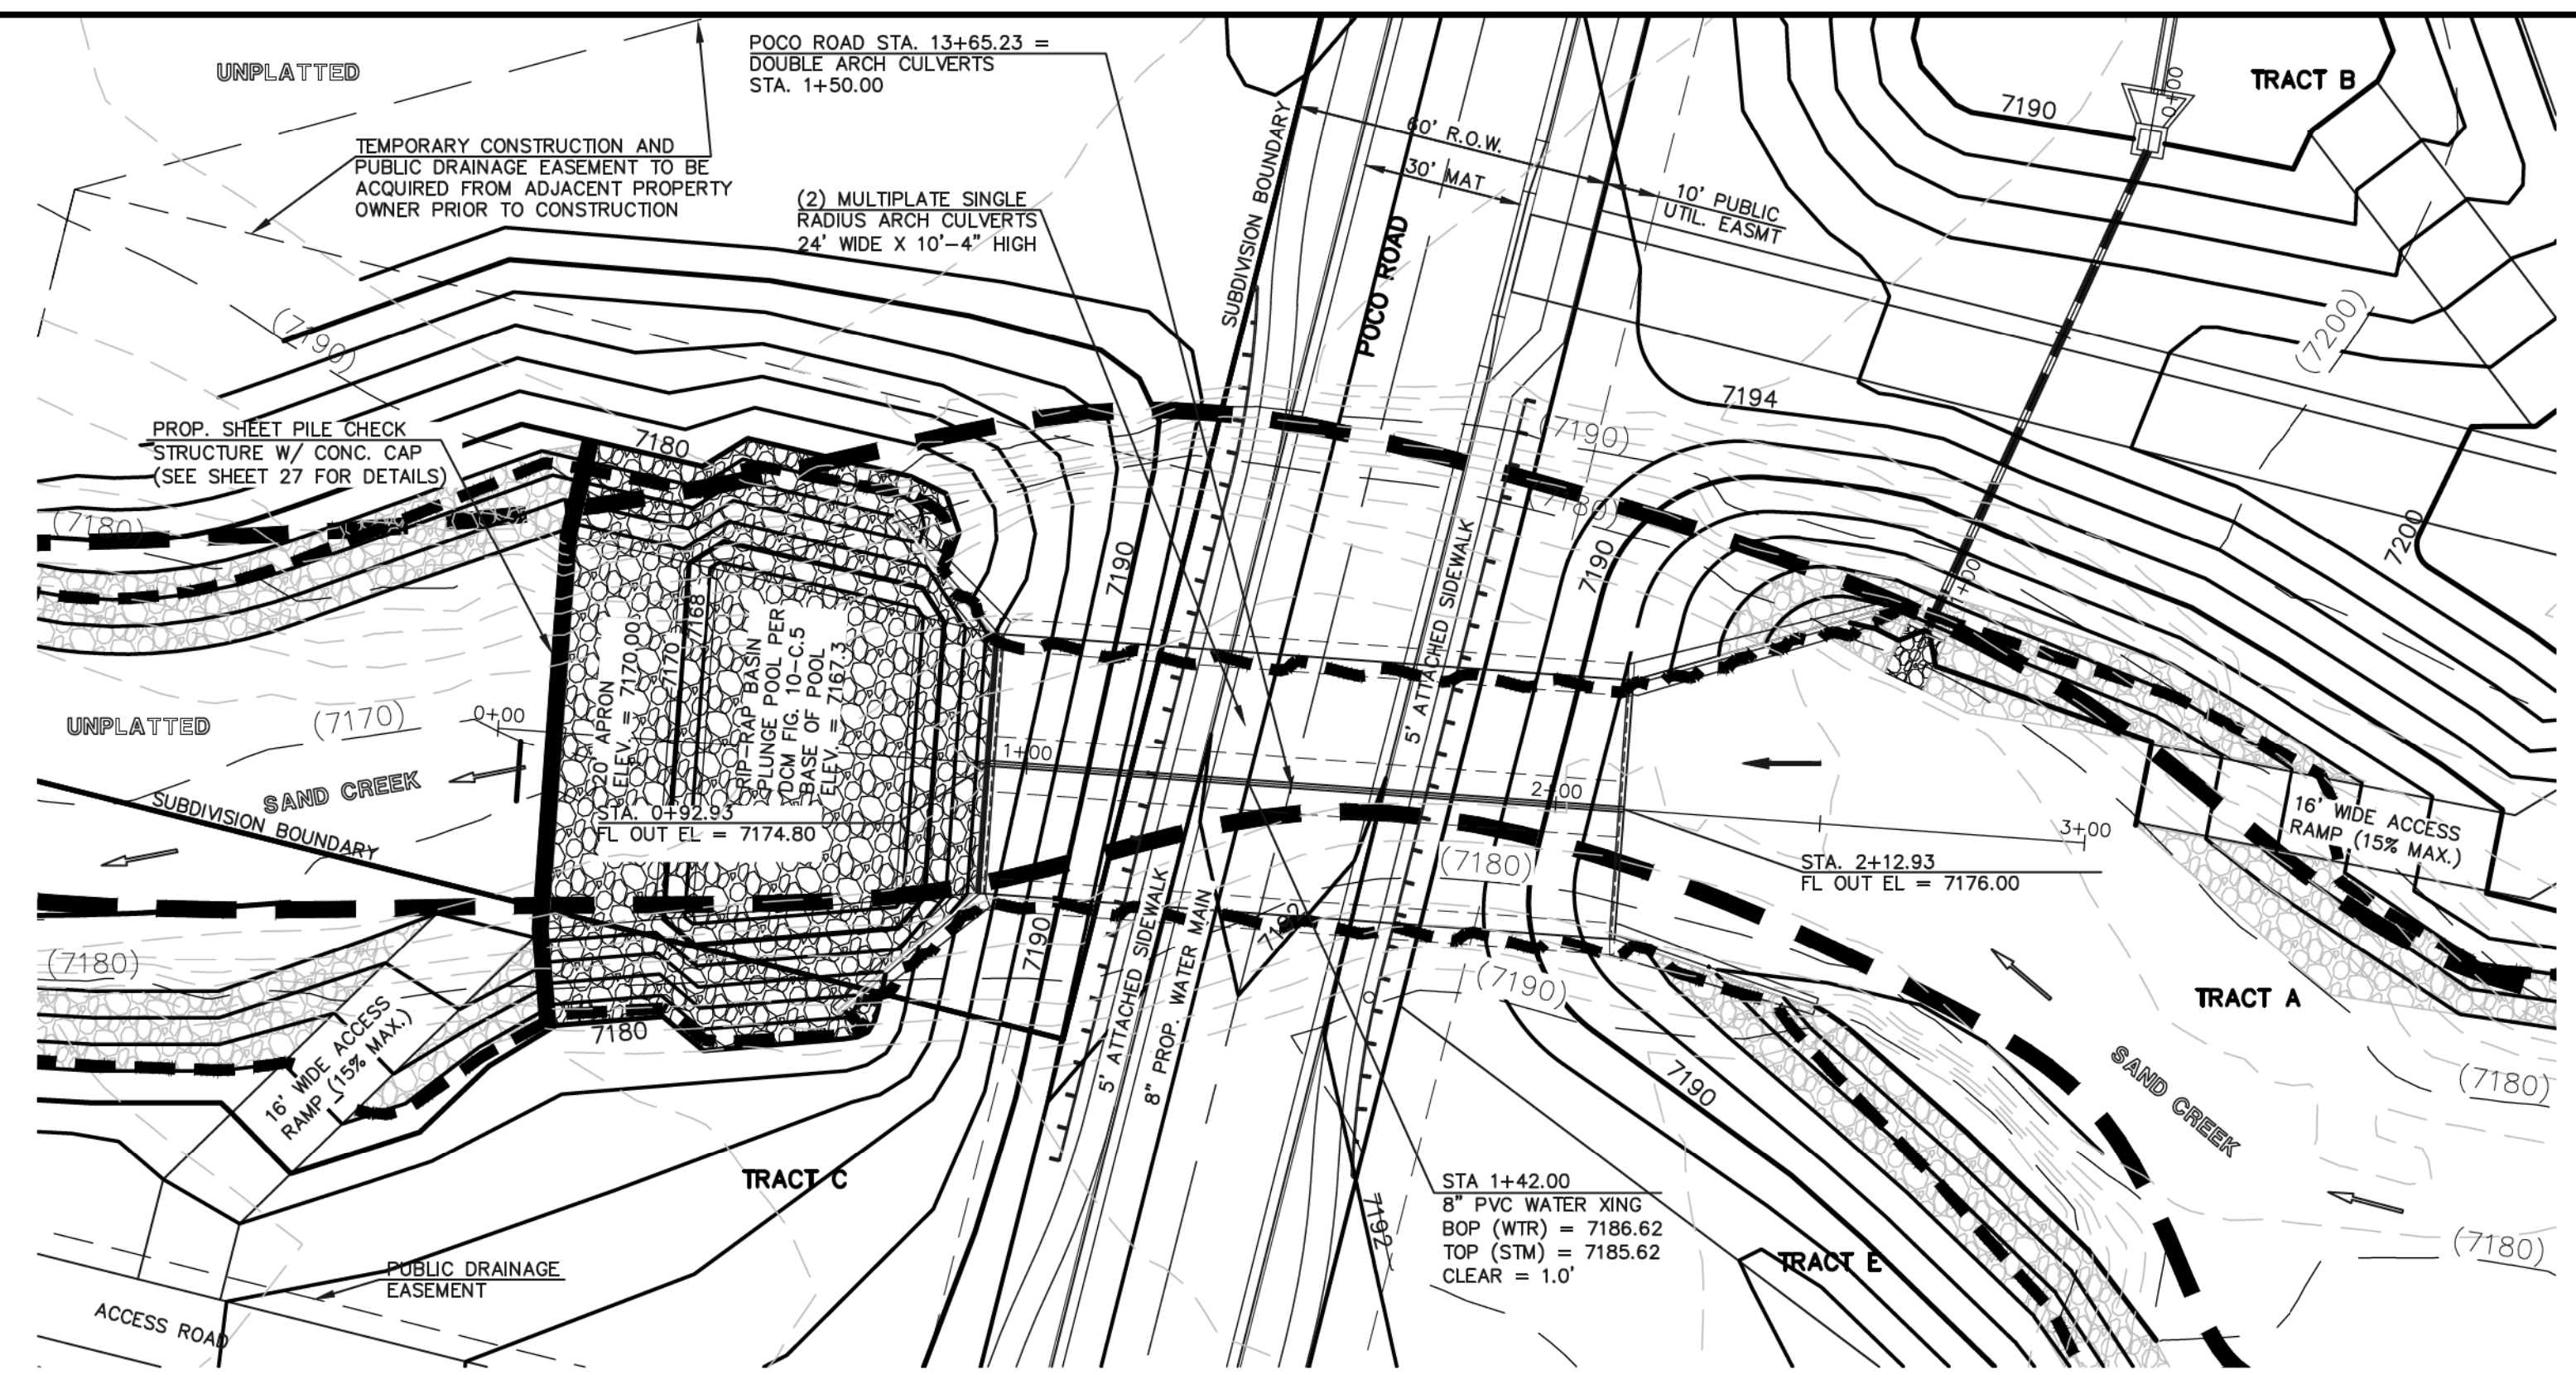 UNPLATTED
POCO ROAD STA. 13+65.23 =
DOUBLE ARCH CULVERTS
STA. 1+50.00
TEMPORARY CONSTRUCTION AND
PUBLIC DRAINAGE EASEMENT TO BE
ACQUIRED FROM ADJACENT PROPERTY
OWNER PRIOR TO CONSTRUCTION
(2) MULTIPLATE SINGLE
RADIUS ARCH CULVERTS
24' WIDE X 10'-4" HIGH
SUBDIVISION BOUNDARY
60' R.O.W.
30' MAT
10' PUBLIC
UTIL. EASMT
POCO ROAD
TRACT B
7190
0+00
(7190)
(7200)
7194
7200
PROP. SHEET PILE CHECK
STRUCTURE W/ CONC. CAP
(SEE SHEET 27 FOR DETAILS)
7180
(7180)
(7190)
(7180)
7190
7190
1+00
20' APRON
ELEV. = 7170.00
7170
7168
RIP-RAP BASIN
PLUNGE POOL PER
DCM FIG. 10-C.5
BASE OF POOL
ELEV. = 7167.3
5' ATTACHED SIDEWALK
UNPLATTED
(7170)
0+00
1+00
2+00
3+00
SAND CREEK
SUBDIVISION BOUNDARY
STA. 0+92.93
FL OUT EL = 7174.80
(7180)
STA. 2+12.93
FL OUT EL = 7176.00
16' WIDE ACCESS
RAMP (15% MAX.)
(7180)
7190
7192
(7190)
5' ATTACHED SIDEWALK
8" PROP. WATER MAIN
TRACT A
7180
16' WIDE ACCESS
RAMP (15% MAX.)
SAND CREEK
(7180)
7190
TRACT C
7192
STA 1+42.00
8" PVC WATER XING
BOP (WTR) = 7186.62
TOP (STM) = 7185.62
CLEAR = 1.0'
TRACT E
(7180)
PUBLIC DRAINAGE
EASEMENT
ACCESS ROAD